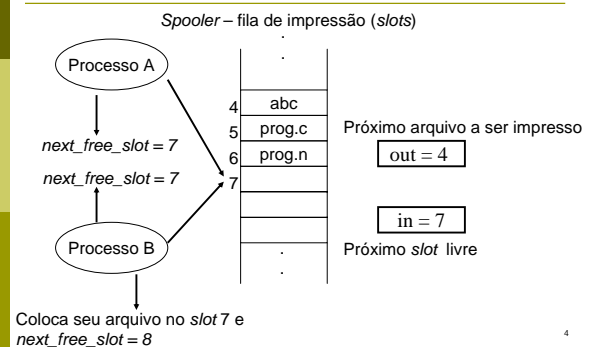 Spooler – fila de impressão (slots)
.
.
Processo A
4 abc
5 prog.c
6 prog.n
7
Próximo arquivo a ser impresso
out = 4
next_free_slot = 7
next_free_slot = 7
in = 7
Próximo slot livre
Processo B
.
.
Coloca seu arquivo no slot 7 e
next_free_slot = 8
4